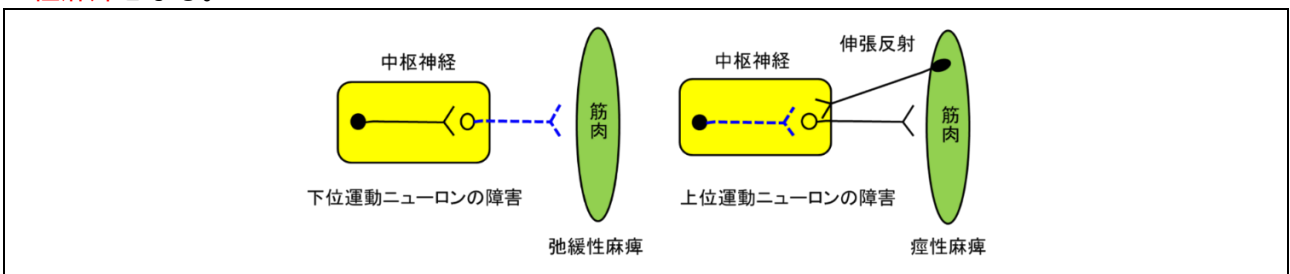 中枢神経
筋肉
下位運動ニューロンの障害
弛緩性麻痺
伸張反射
中枢神経
筋肉
上位運動ニューロンの障害
痙性麻痺